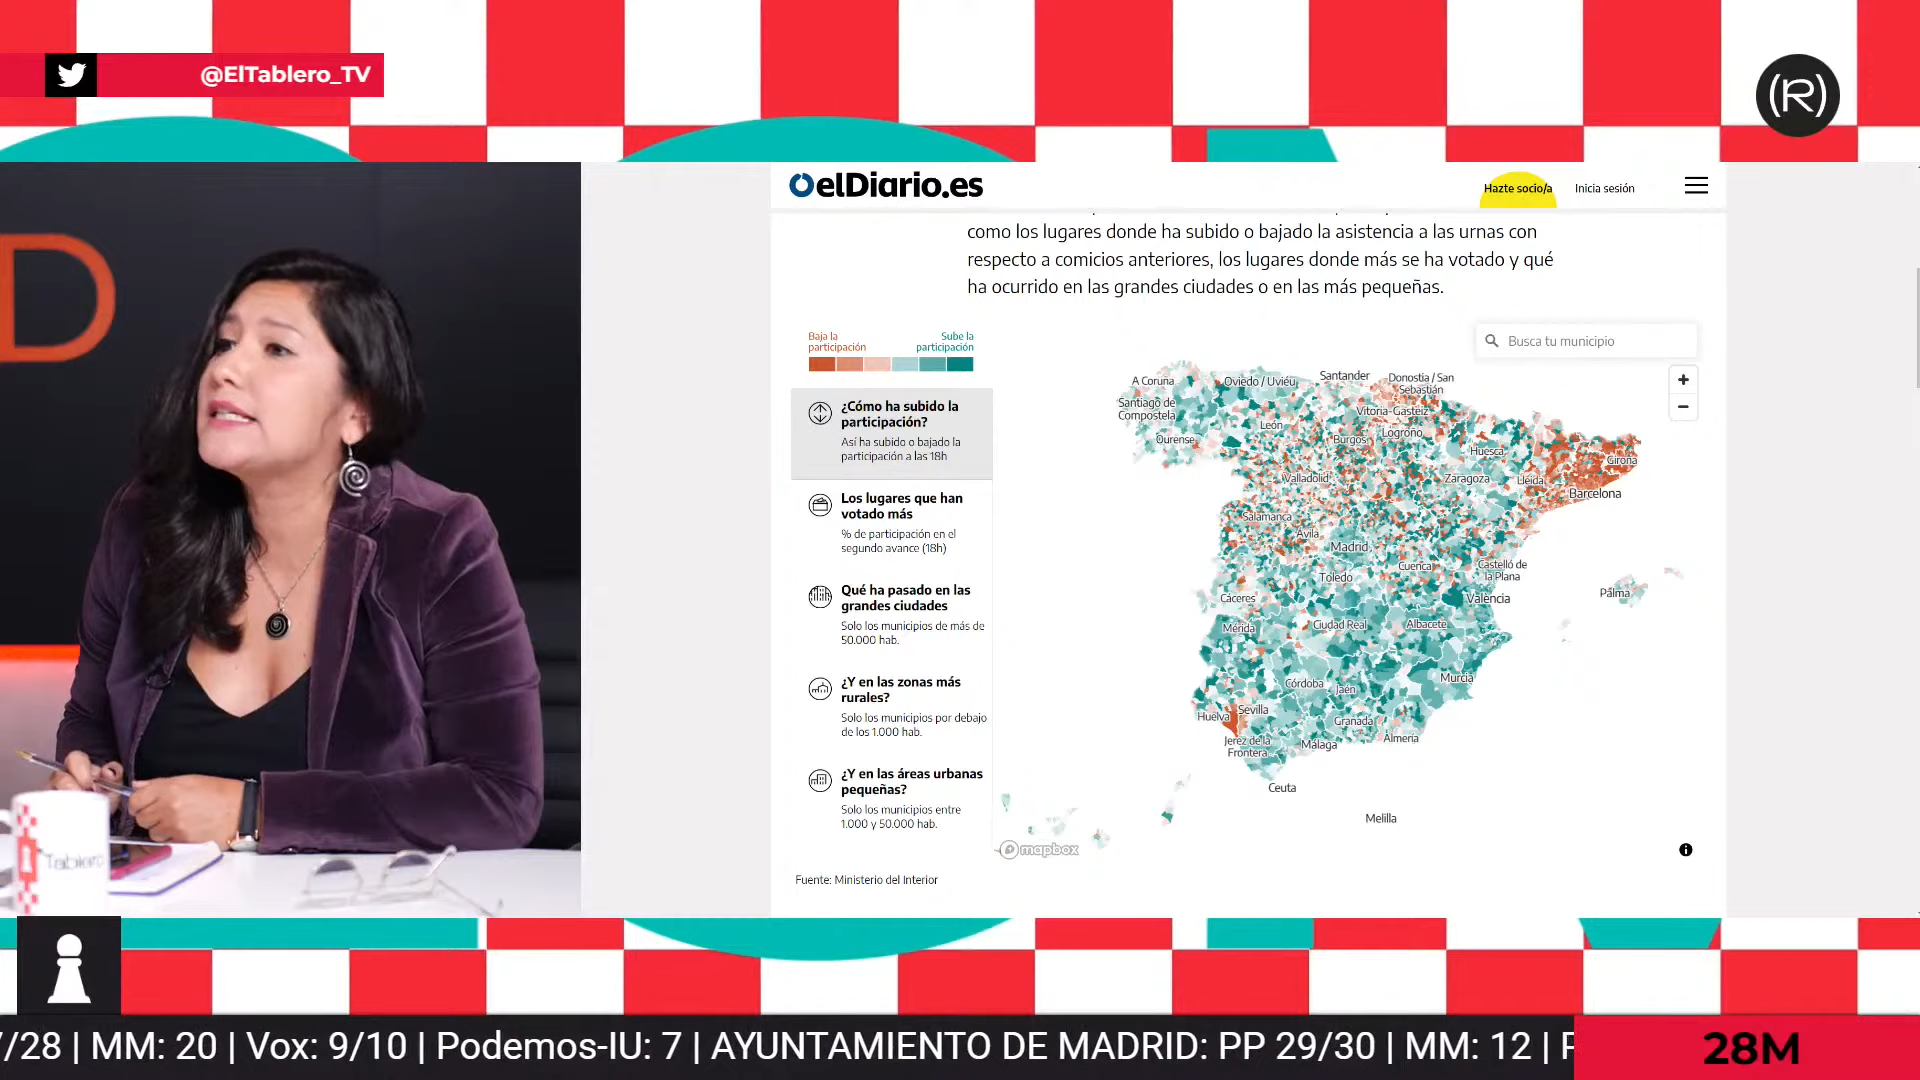 @ElTablero_TV
(R)
D
elDiario.es
Hazte socio/a
Inicia sesión
como los lugares donde ha subido o bajado la asistencia a las urnas con
respecto a comicios anteriores, los lugares donde más se ha votado y qué
ha ocurrido en las grandes ciudades o en las más pequeñas.
Baja la
participación
Sube la
participación
Busca tu municipio
+
−
¿Cómo ha subido la
participación?
Así ha subido o bajado la
participación a las 18h
Los lugares que han
votado más
% de participación en el
segundo avance (18h)
Qué ha pasado en las
grandes ciudades
Solo los municipios de más de
50.000 hab.
¿Y en las zonas más
rurales?
Solo los municipios por debajo
de los 1.000 hab.
¿Y en las áreas urbanas
pequeñas?
Solo los municipios entre
1.000 y 50.000 hab.
A Coruna
Oviedo / Uviéu
Santander
Donostia / San
Sebastián
Santiago de
Compostela
Vitoria-Gasteiz
León
Logroño
Ourense
Burgos
Huesca
Girona
Valladolid
Zaragoza
Lleida
Barcelona
Salamanca
Ávila
Madrid
Cuenca
Castelló de
la Plana
Toledo
Palma
Cáceres
València
Mérida
Ciudad Real
Albacete
Murcia
Córdoba
Jaén
Huelva
Sevilla
Granada
Jerez de la
Frontera
Málaga
Almería
Ceuta
Melilla
mapbox
Fuente: Ministerio del Interior
Tablero
/28 | MM: 20 | Vox: 9/10 | Podemos-IU: 7 | AYUNTAMIENTO DE MADRID: PP 29/30 | MM: 12 |
28M